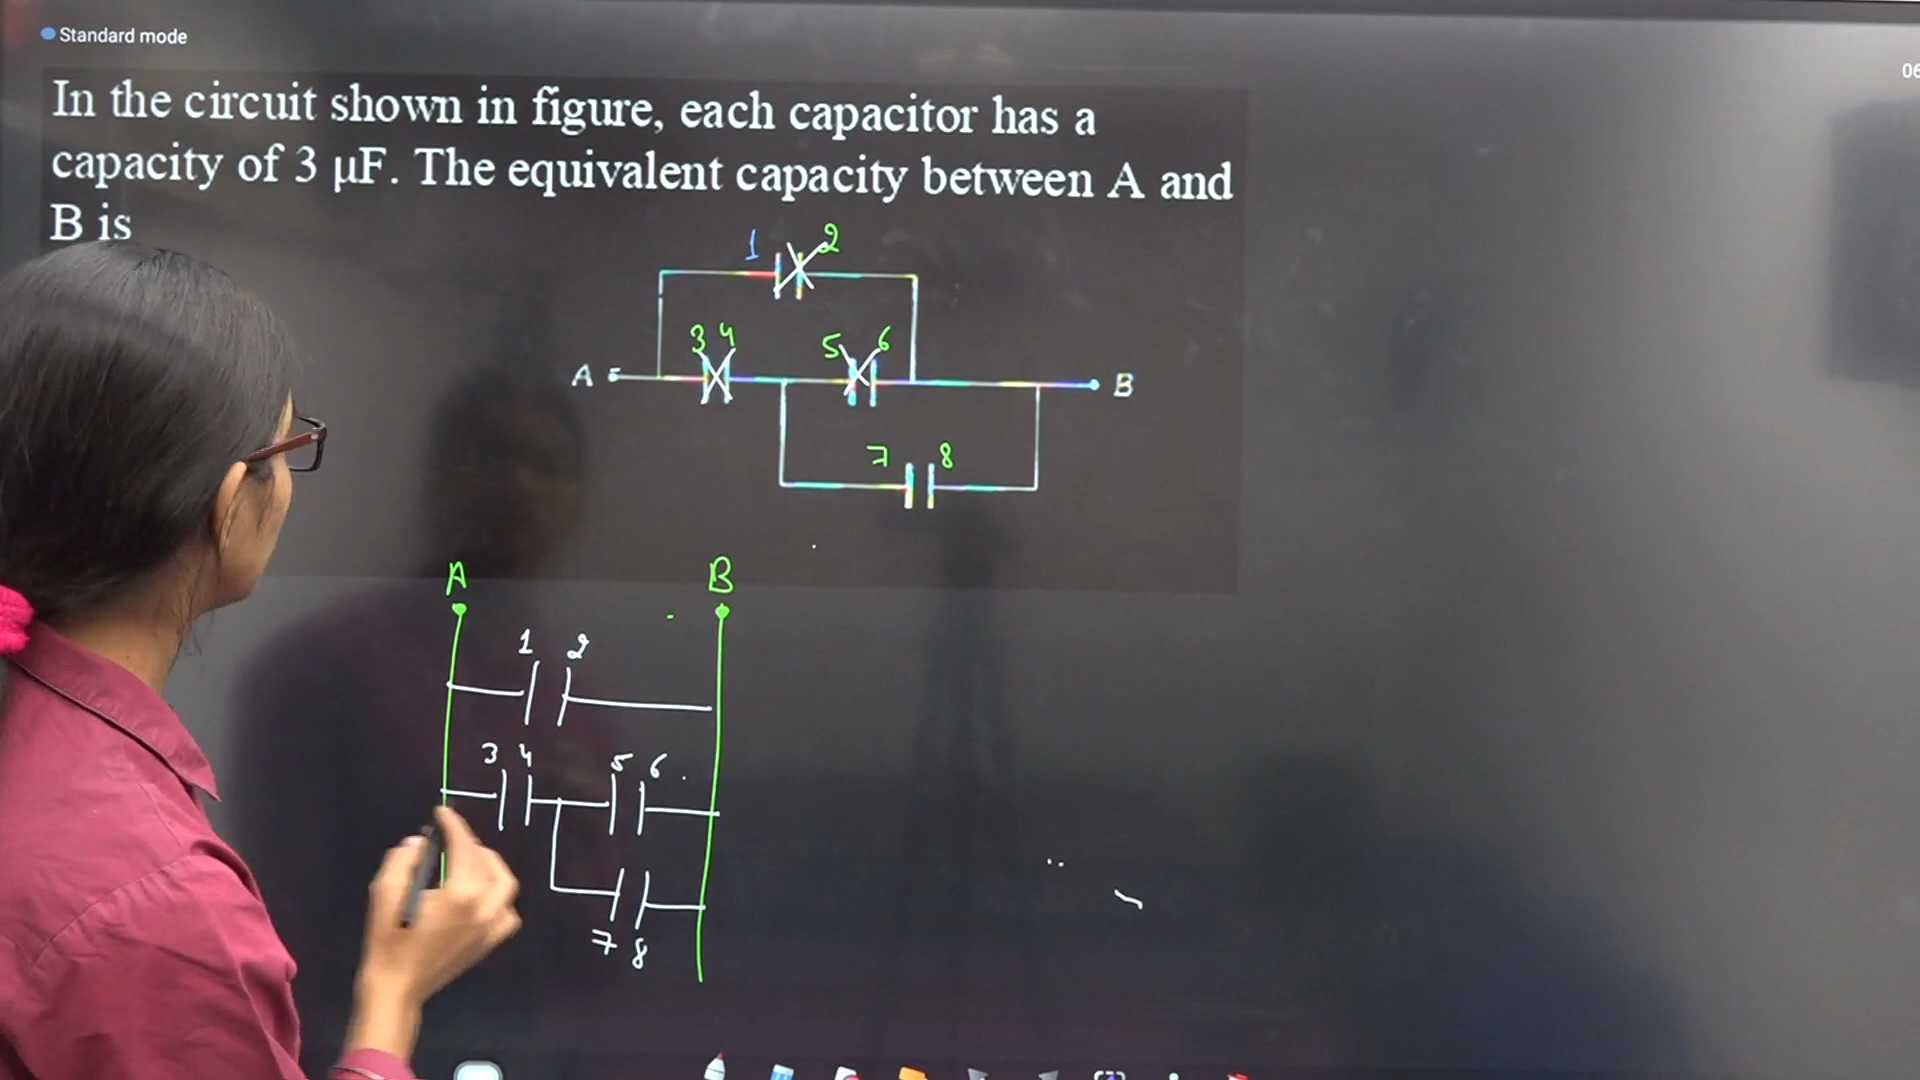 Standard mode
06
In the circuit shown in figure, each capacitor has a
capacity of 3 μF. The equivalent capacity between A and
B is
1 2
3 4 5 6
A B
7 8
A B
1 2
3 4 5 6
7 8